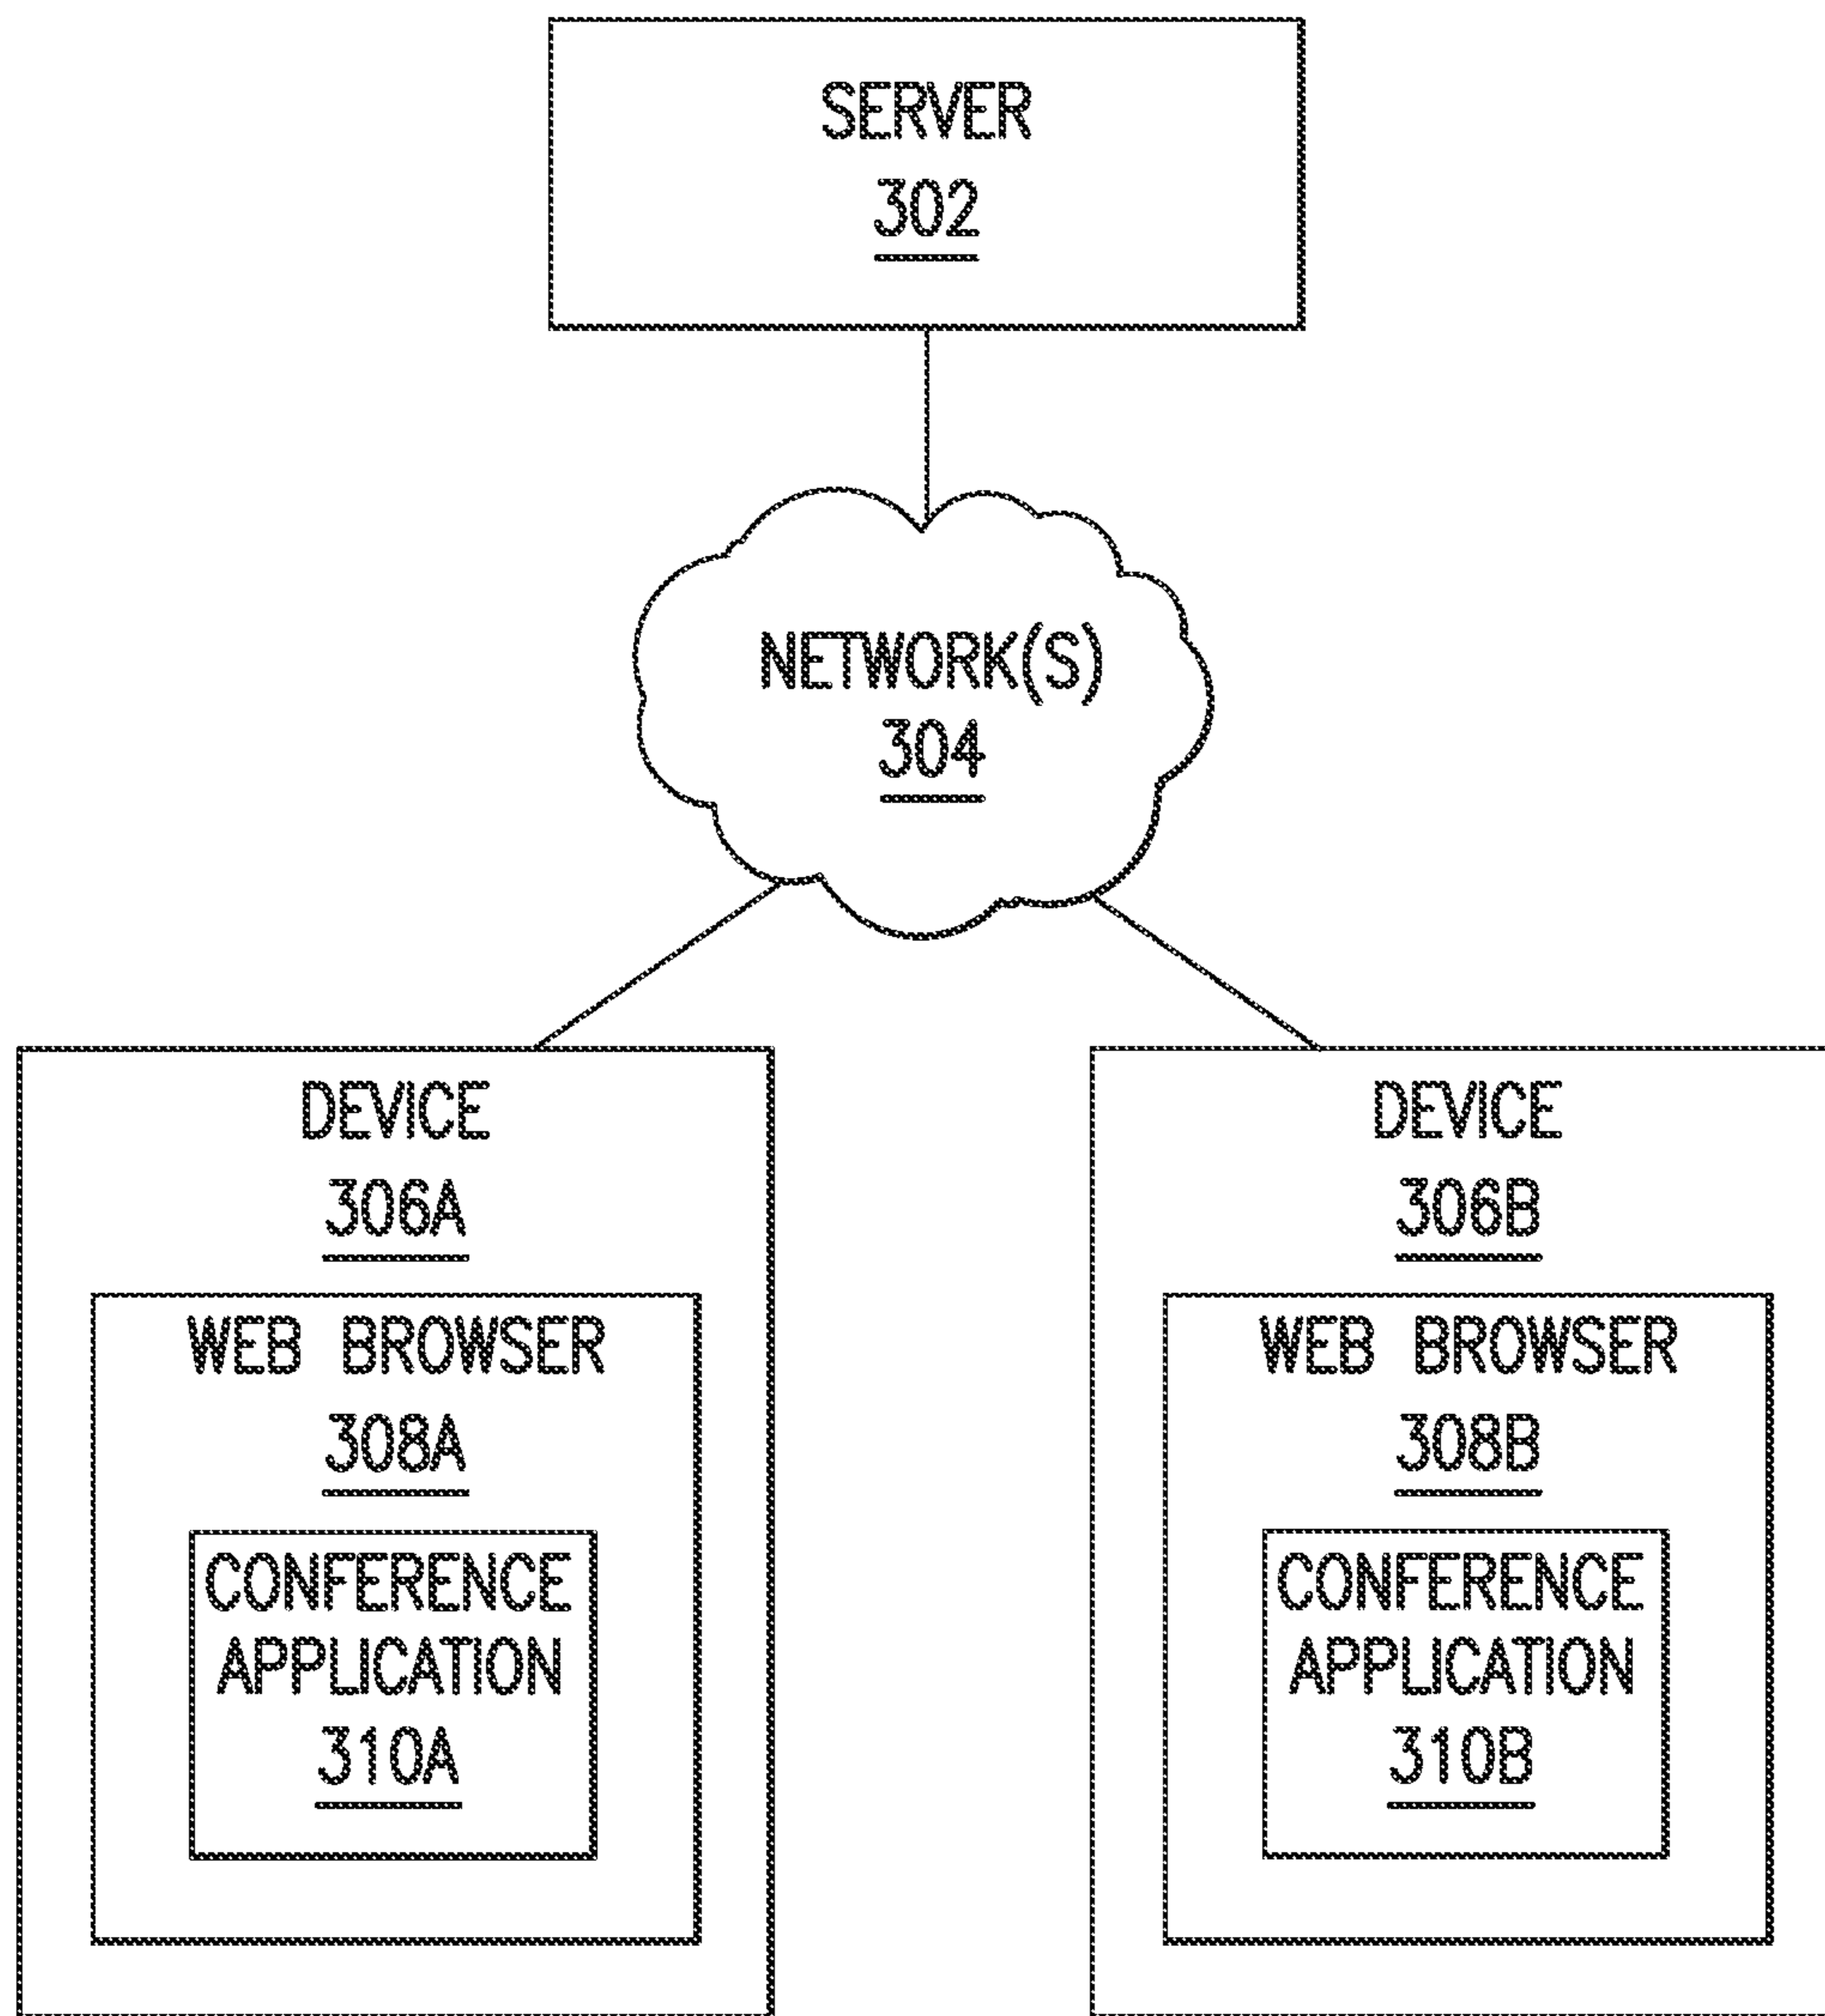 SERVER
302
NETWORK(S)
304
DEVICE
306A
WEB BROWSER
308A
CONFERENCE
APPLICATION
310A
DEVICE
306B
WEB BROWSER
308B
CONFERENCE
APPLICATION
310B